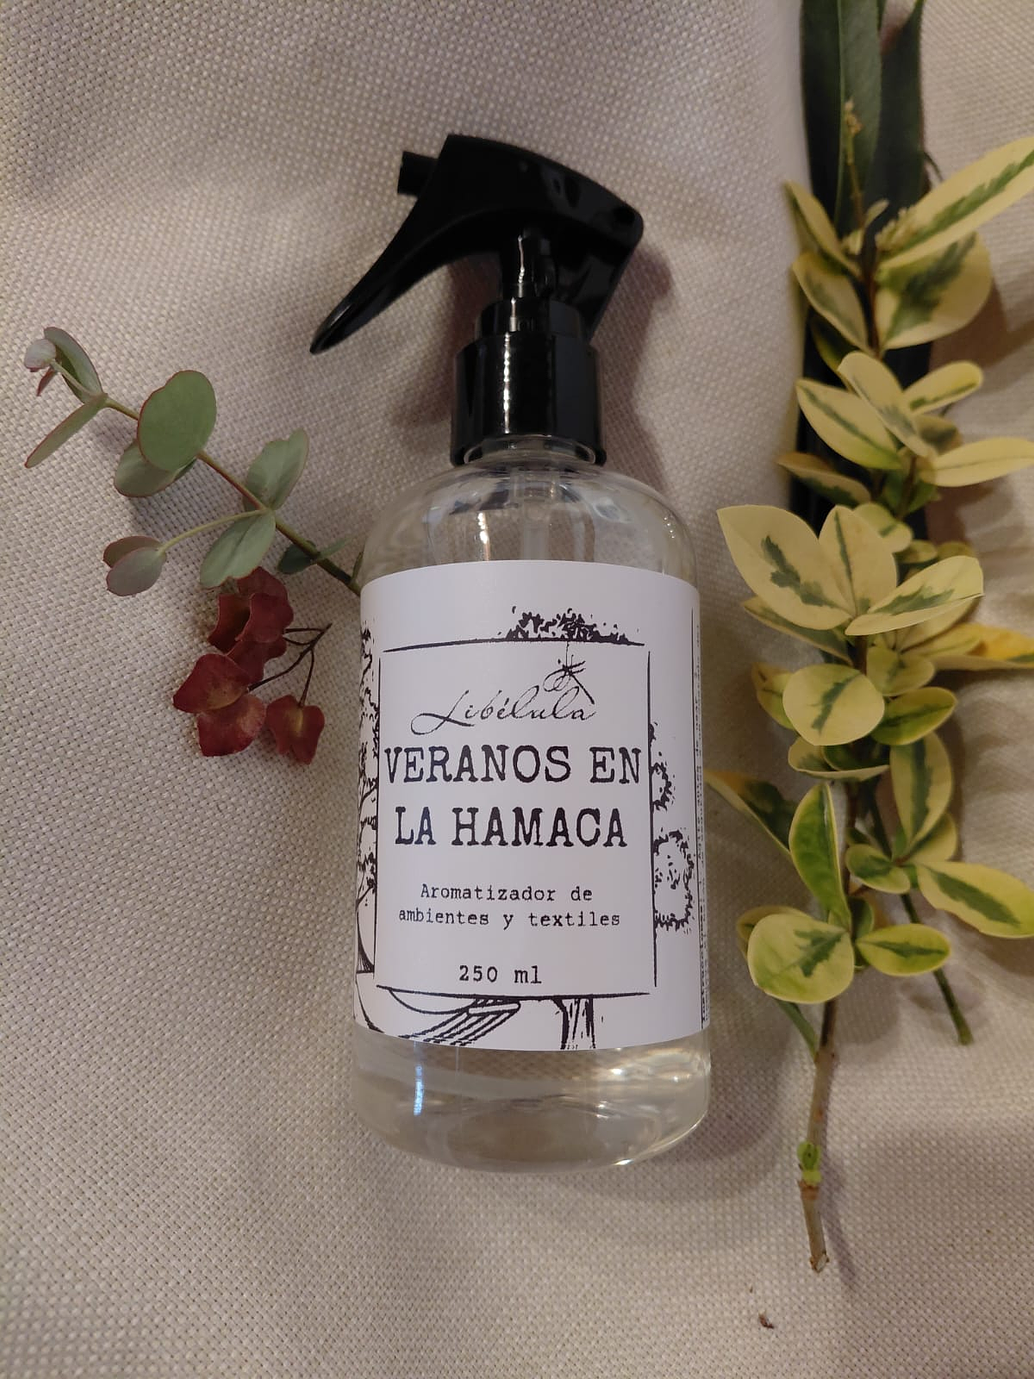 Libélula
VERANOS EN
LA HAMACA
Aromatizador de
ambientes y textiles
250 ml